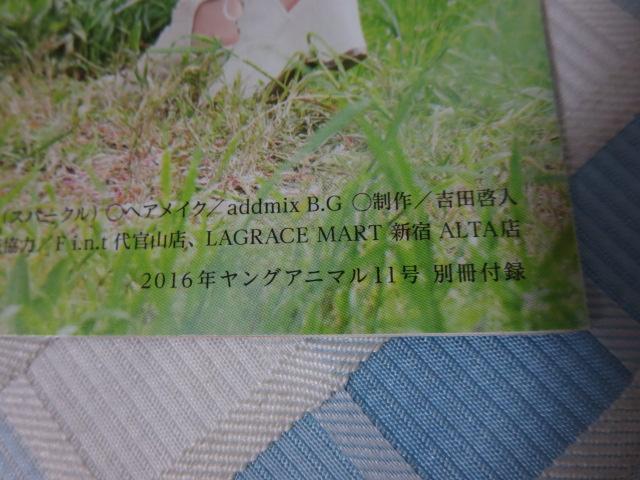 (スパニクル) ○ヘアメイク／addmix B.G ○制作／吉田啓入
協力／F i.n.t 代官山店、LAGRACE MART 新宿 ALTA店
2016年ヤングアニマル11号 別冊付録